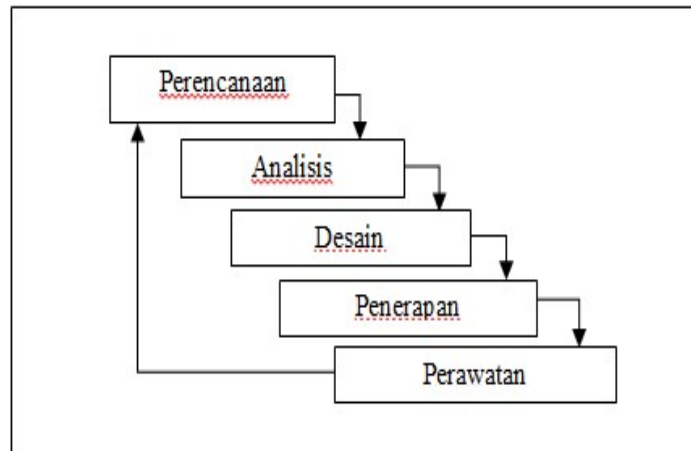 Perencanaan
Analisis
Desain
Penerapan
Perawatan